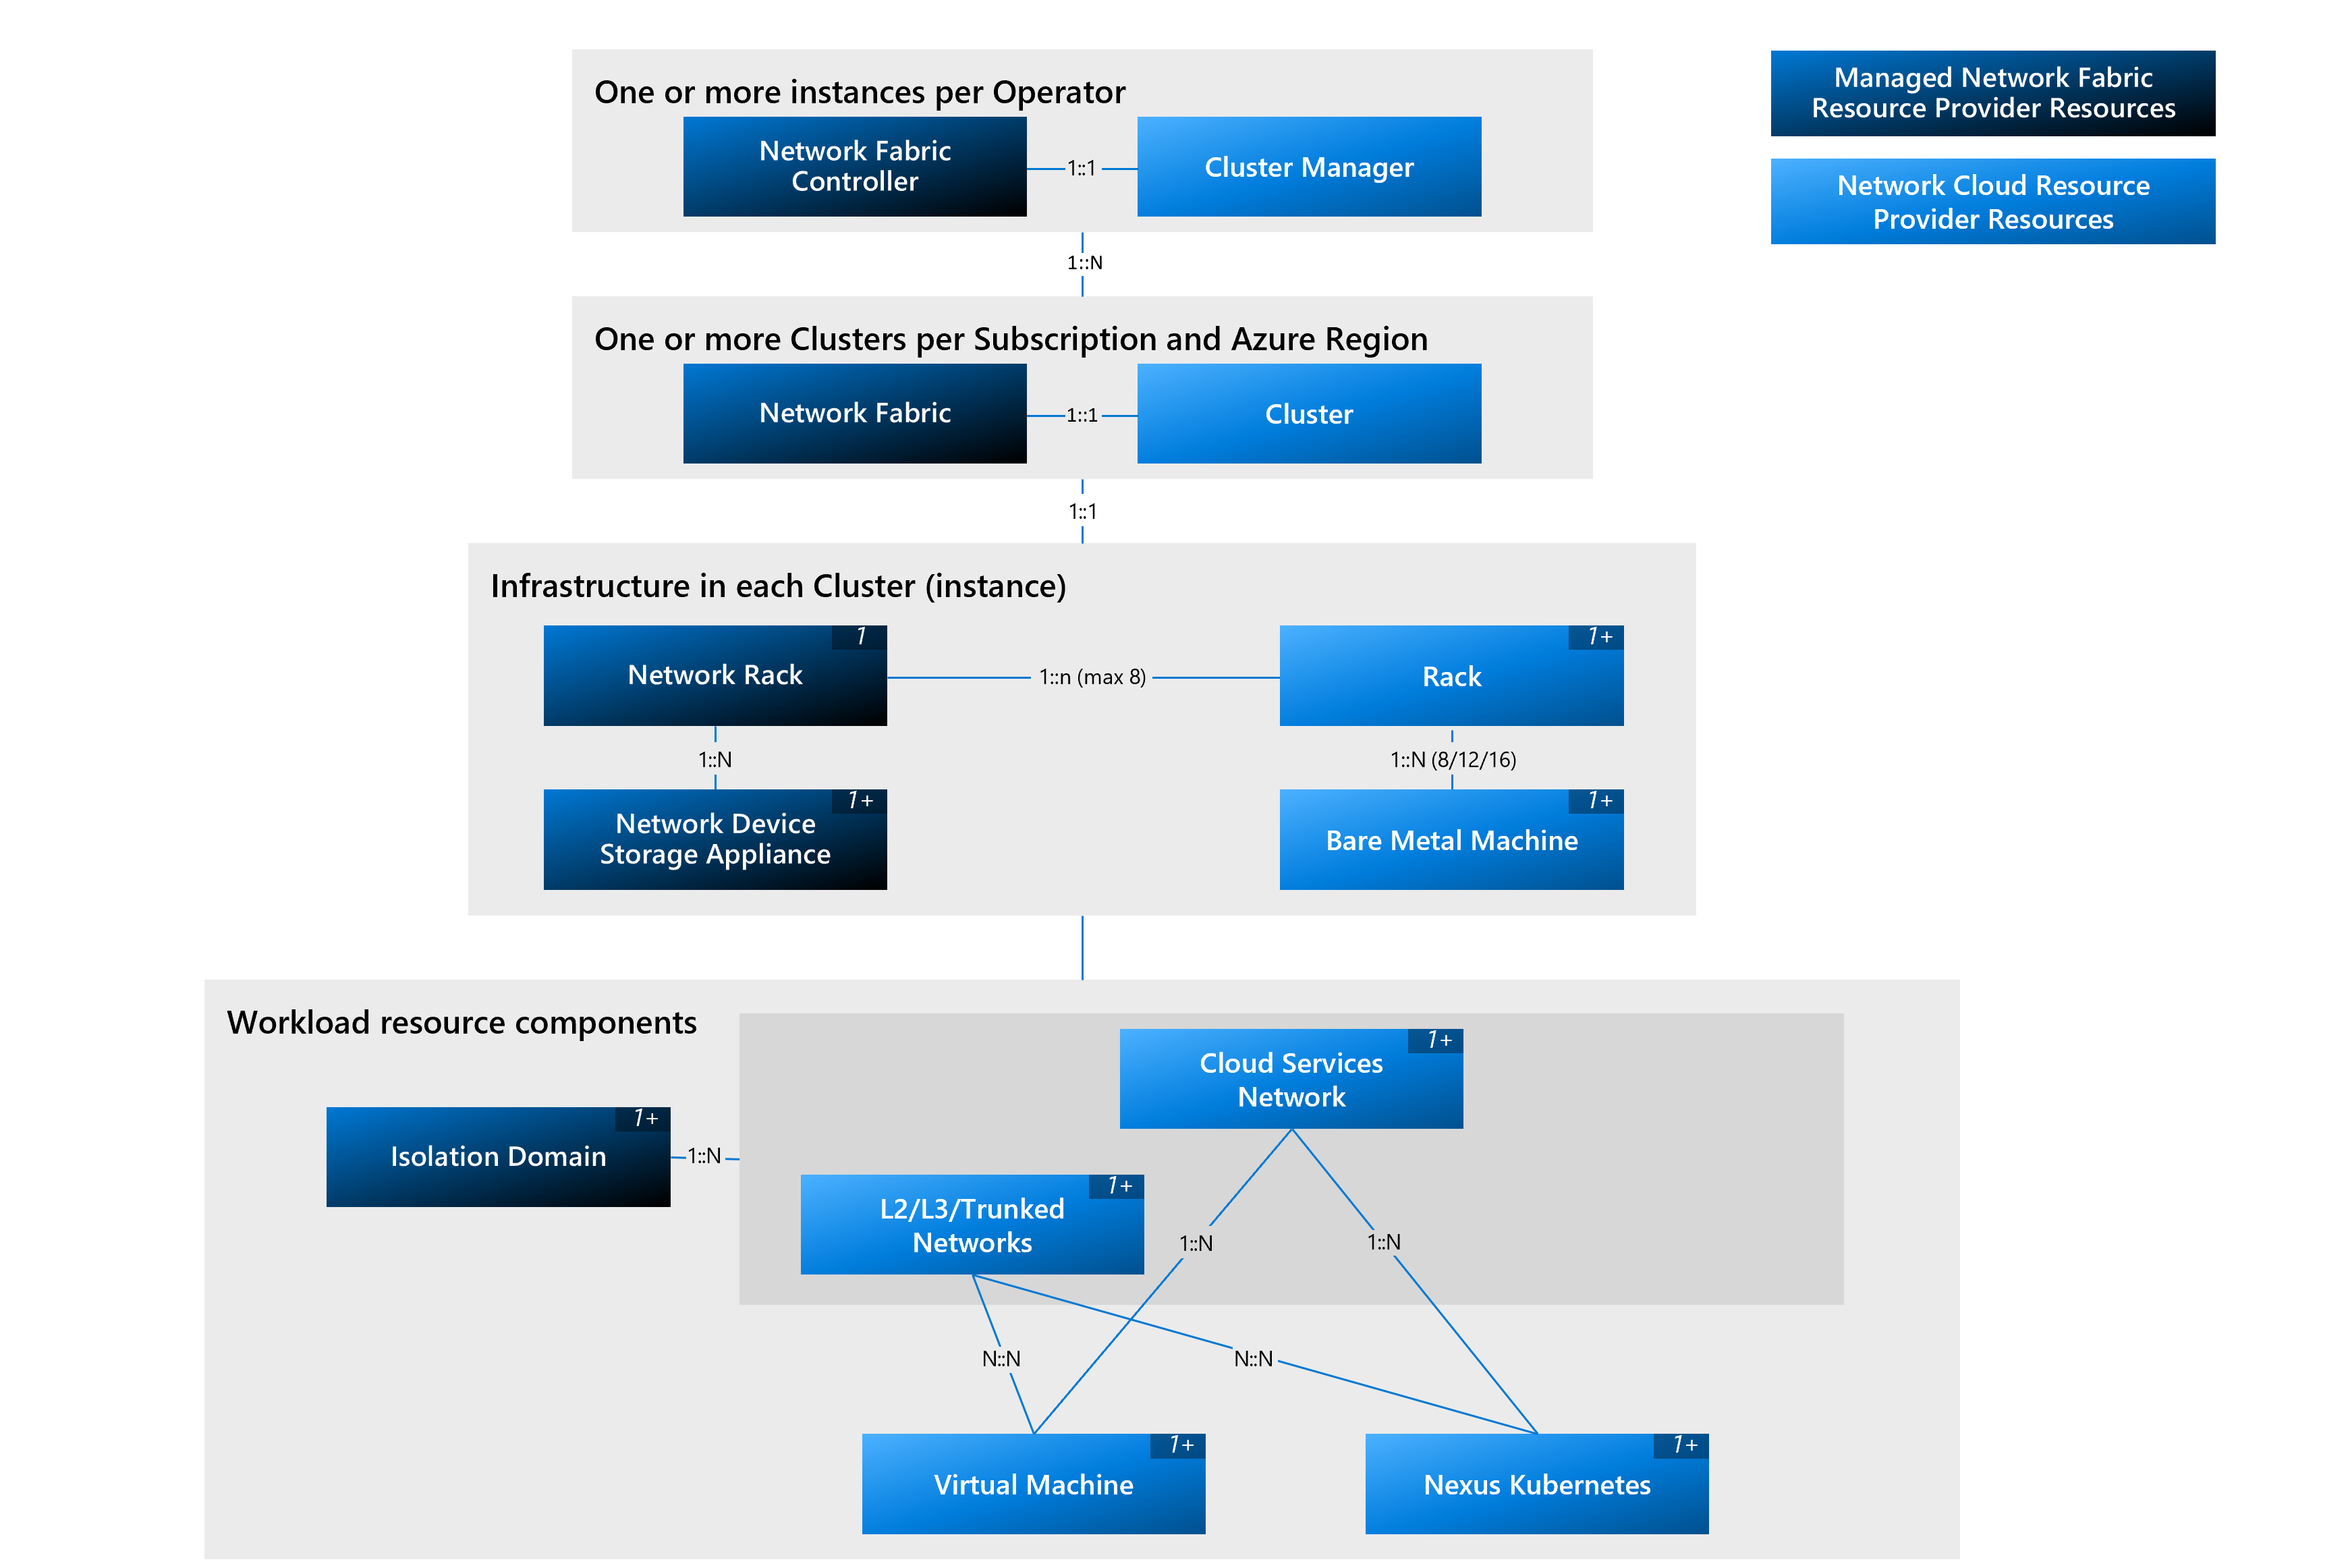 One or more instances per Operator
Network Fabric
Controller
1::1
Cluster Manager
Managed Network Fabric
Resource Provider Resources
Network Cloud Resource
Provider Resources
1::N
One or more Clusters per Subscription and Azure Region
Network Fabric
1::1
Cluster
1::1
Infrastructure in each Cluster (instance)
1
Network Rack
1::n (max 8)
1+
Rack
1::N
1::N (8/12/16)
1+
Network Device
Storage Appliance
1+
Bare Metal Machine
Workload resource components
1+
Cloud Services
Network
1+
Isolation Domain
1::N
1+
L2/L3/Trunked
Networks
1::N
1::N
N::N
N::N
1+
Virtual Machine
1+
Nexus Kubernetes